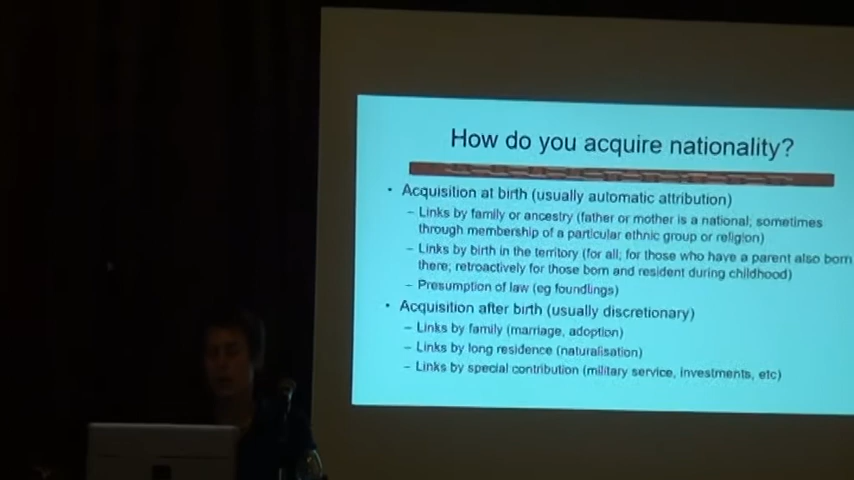 How do you acquire nationality?
• Acquisition at birth (usually automatic attribution)
– Links by family or ancestry (father or mother is a national; sometimes
through membership of a particular ethnic group or religion)
– Links by birth in the territory (for all; for those who have a parent also born
there; retroactively for those born and resident during childhood)
– Presumption of law (eg foundlings)
• Acquisition after birth (usually discretionary)
– Links by family (marriage, adoption)
– Links by long residence (naturalisation)
– Links by special contribution (military service, investments, etc)